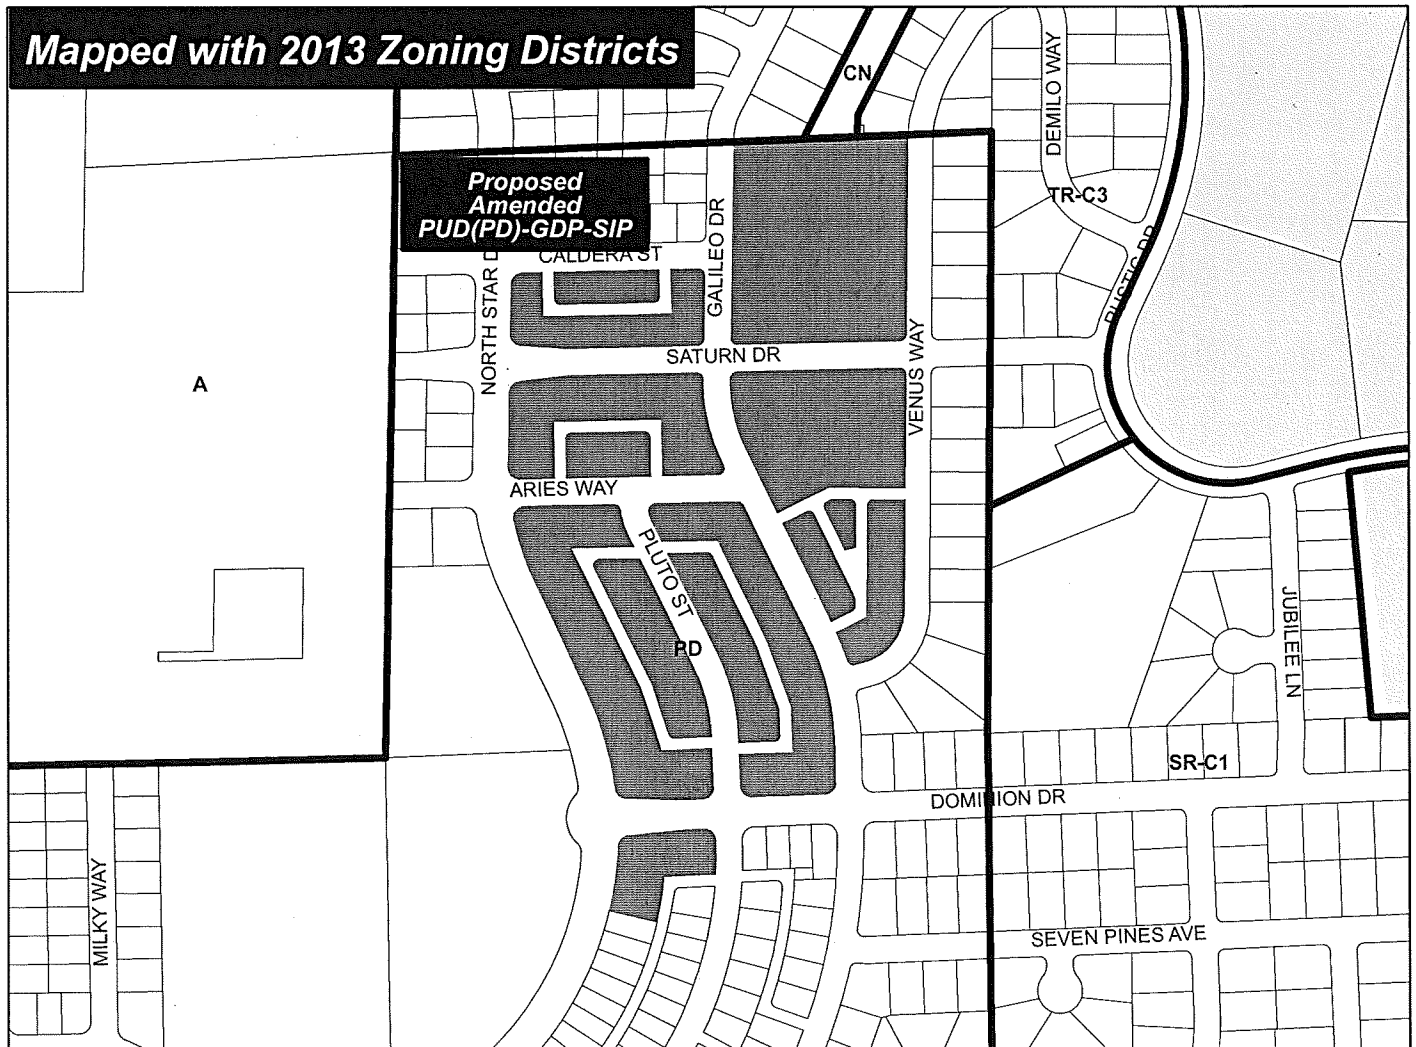 Mapped with 2013 Zoning Districts
CN
DEMILO WAY
Proposed
Amended
PUD(PD)-GDP-SIP
TR-C3
GALILEO DR
CALDERA ST
RUSTIC DR
NORTH STAR D
SATURN DR
VENUS WAY
A
ARIES WAY
PLUTO ST
PD
JUBILEE LN
SR-C1
DOMINION DR
MILKY WAY
SEVEN PINES AVE